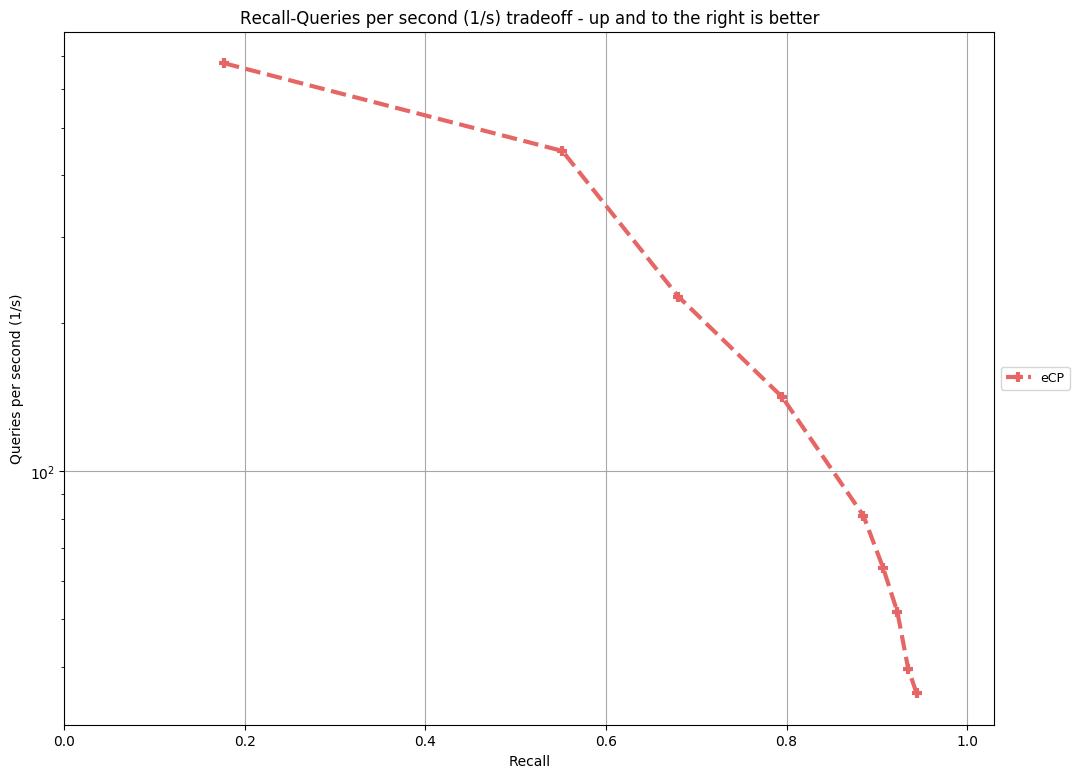 Recall-Queries per second (1/s) tradeoff - up and to the right is better
Queries per second (1/s)
10²
eCP
0.0 0.2 0.4 0.6 0.8 1.0
Recall